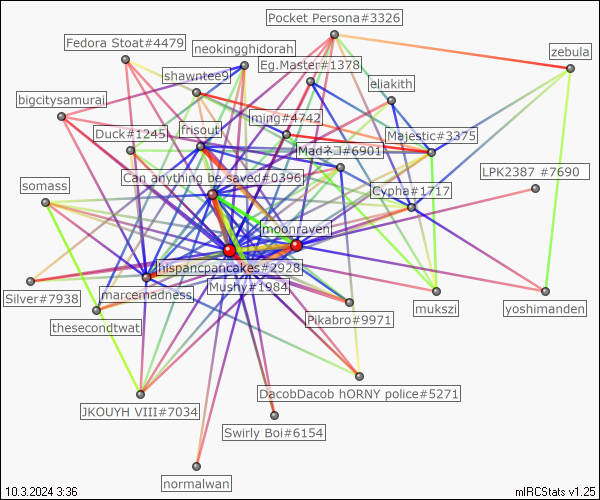 Pocket Persona#3326
Fedora Stoat#4479
neokingghidorah
zebula
Eg.Master#1378
shawntee9
eliakith
bigcitysamurai
ming#4742
frisout
Duck#1245
Majestic#3375
Madネコ#6901
LPK2387 #7690
Can anything be saved#0396
somass
Cypha#1717
moonraven
hispancpancakes#2928
Mushy#1984
marcemadness
Silver#7938
mukszi
yoshimanden
Pikabro#9971
thesecondtwat
DacobDacob hORNY police#5271
JKOUYH VIII#7034
Swirly Boi#6154
normalwan
10.3.2024 3:36
mIRCStats v1.25